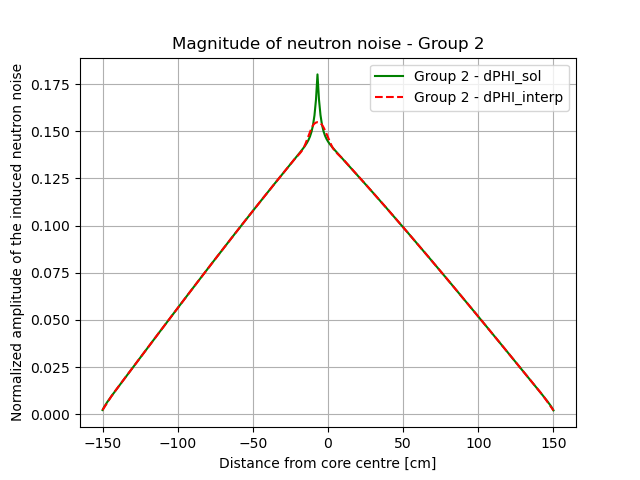 Magnitude of neutron noise - Group 2
Normalized amplitude of the induced neutron noise
0.175
0.150
0.125
0.100
0.075
0.050
0.025
0.000
Group 2 - dPHI_sol
Group 2 - dPHI_interp
−150 −100 −50 0 50 100 150
Distance from core centre [cm]